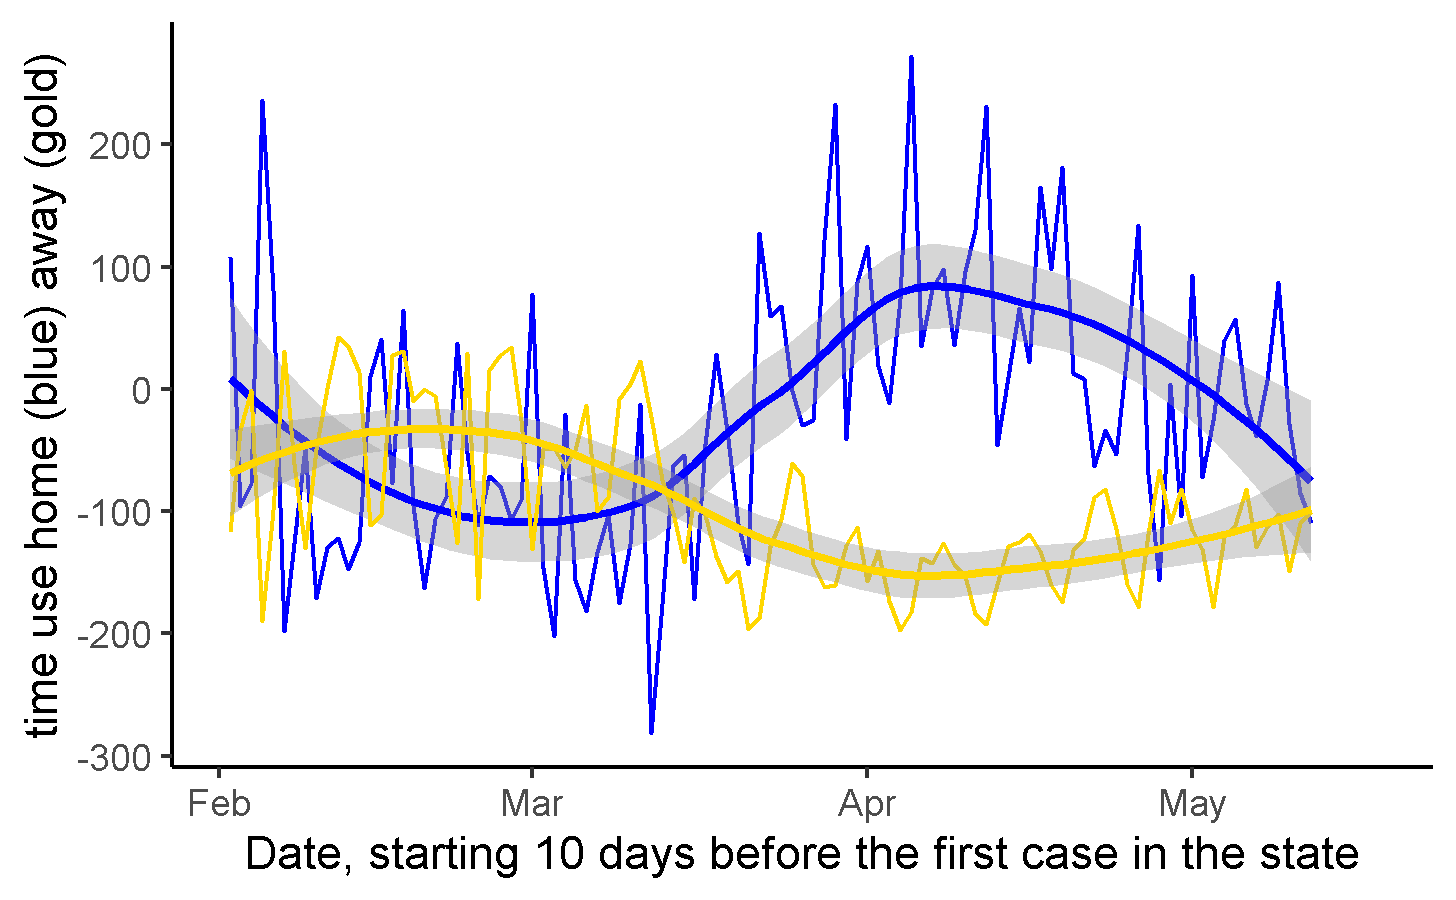 time use home (blue) away (gold)
200
100
0
-100
-200
-300
Feb
Mar
Apr
May
Date, starting 10 days before the first case in the state